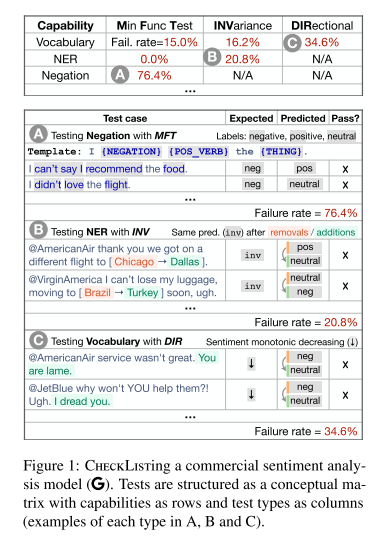 Capability Min Func Test INVariance DIRectional
Vocabulary Fail. rate=15.0% 16.2% C 34.6%
NER 0.0% B 20.8% N/A
Negation A 76.4% N/A N/A
...
Test case Expected Predicted Pass?
A Testing Negation with MFT Labels: negative, positive, neutral
Template: I {NEGATION} {POS_VERB} the {THING}.
I can't say I recommend the food. neg pos X
I didn't love the flight. neg neutral X
...
Failure rate = 76.4%
B Testing NER with INV Same pred. (inv) after removals / additions
@AmericanAir thank you we got on a inv pos X
different flight to [ Chicago → Dallas ]. neutral
@VirginAmerica I can't lose my luggage, inv neutral X
moving to [ Brazil → Turkey ] soon, ugh. neg
...
Failure rate = 20.8%
C Testing Vocabulary with DIR Sentiment monotonic decreasing (↓)
@AmericanAir service wasn't great. You ↓ neg X
are lame. neutral
@JetBlue why won't YOU help them?! ↓ neg X
Ugh. I dread you. neutral
...
Failure rate = 34.6%
Figure 1: CHECKLISTING a commercial sentiment analy-
sis model (G). Tests are structured as a conceptual ma-
trix with capabilities as rows and test types as columns
(examples of each type in A, B and C).